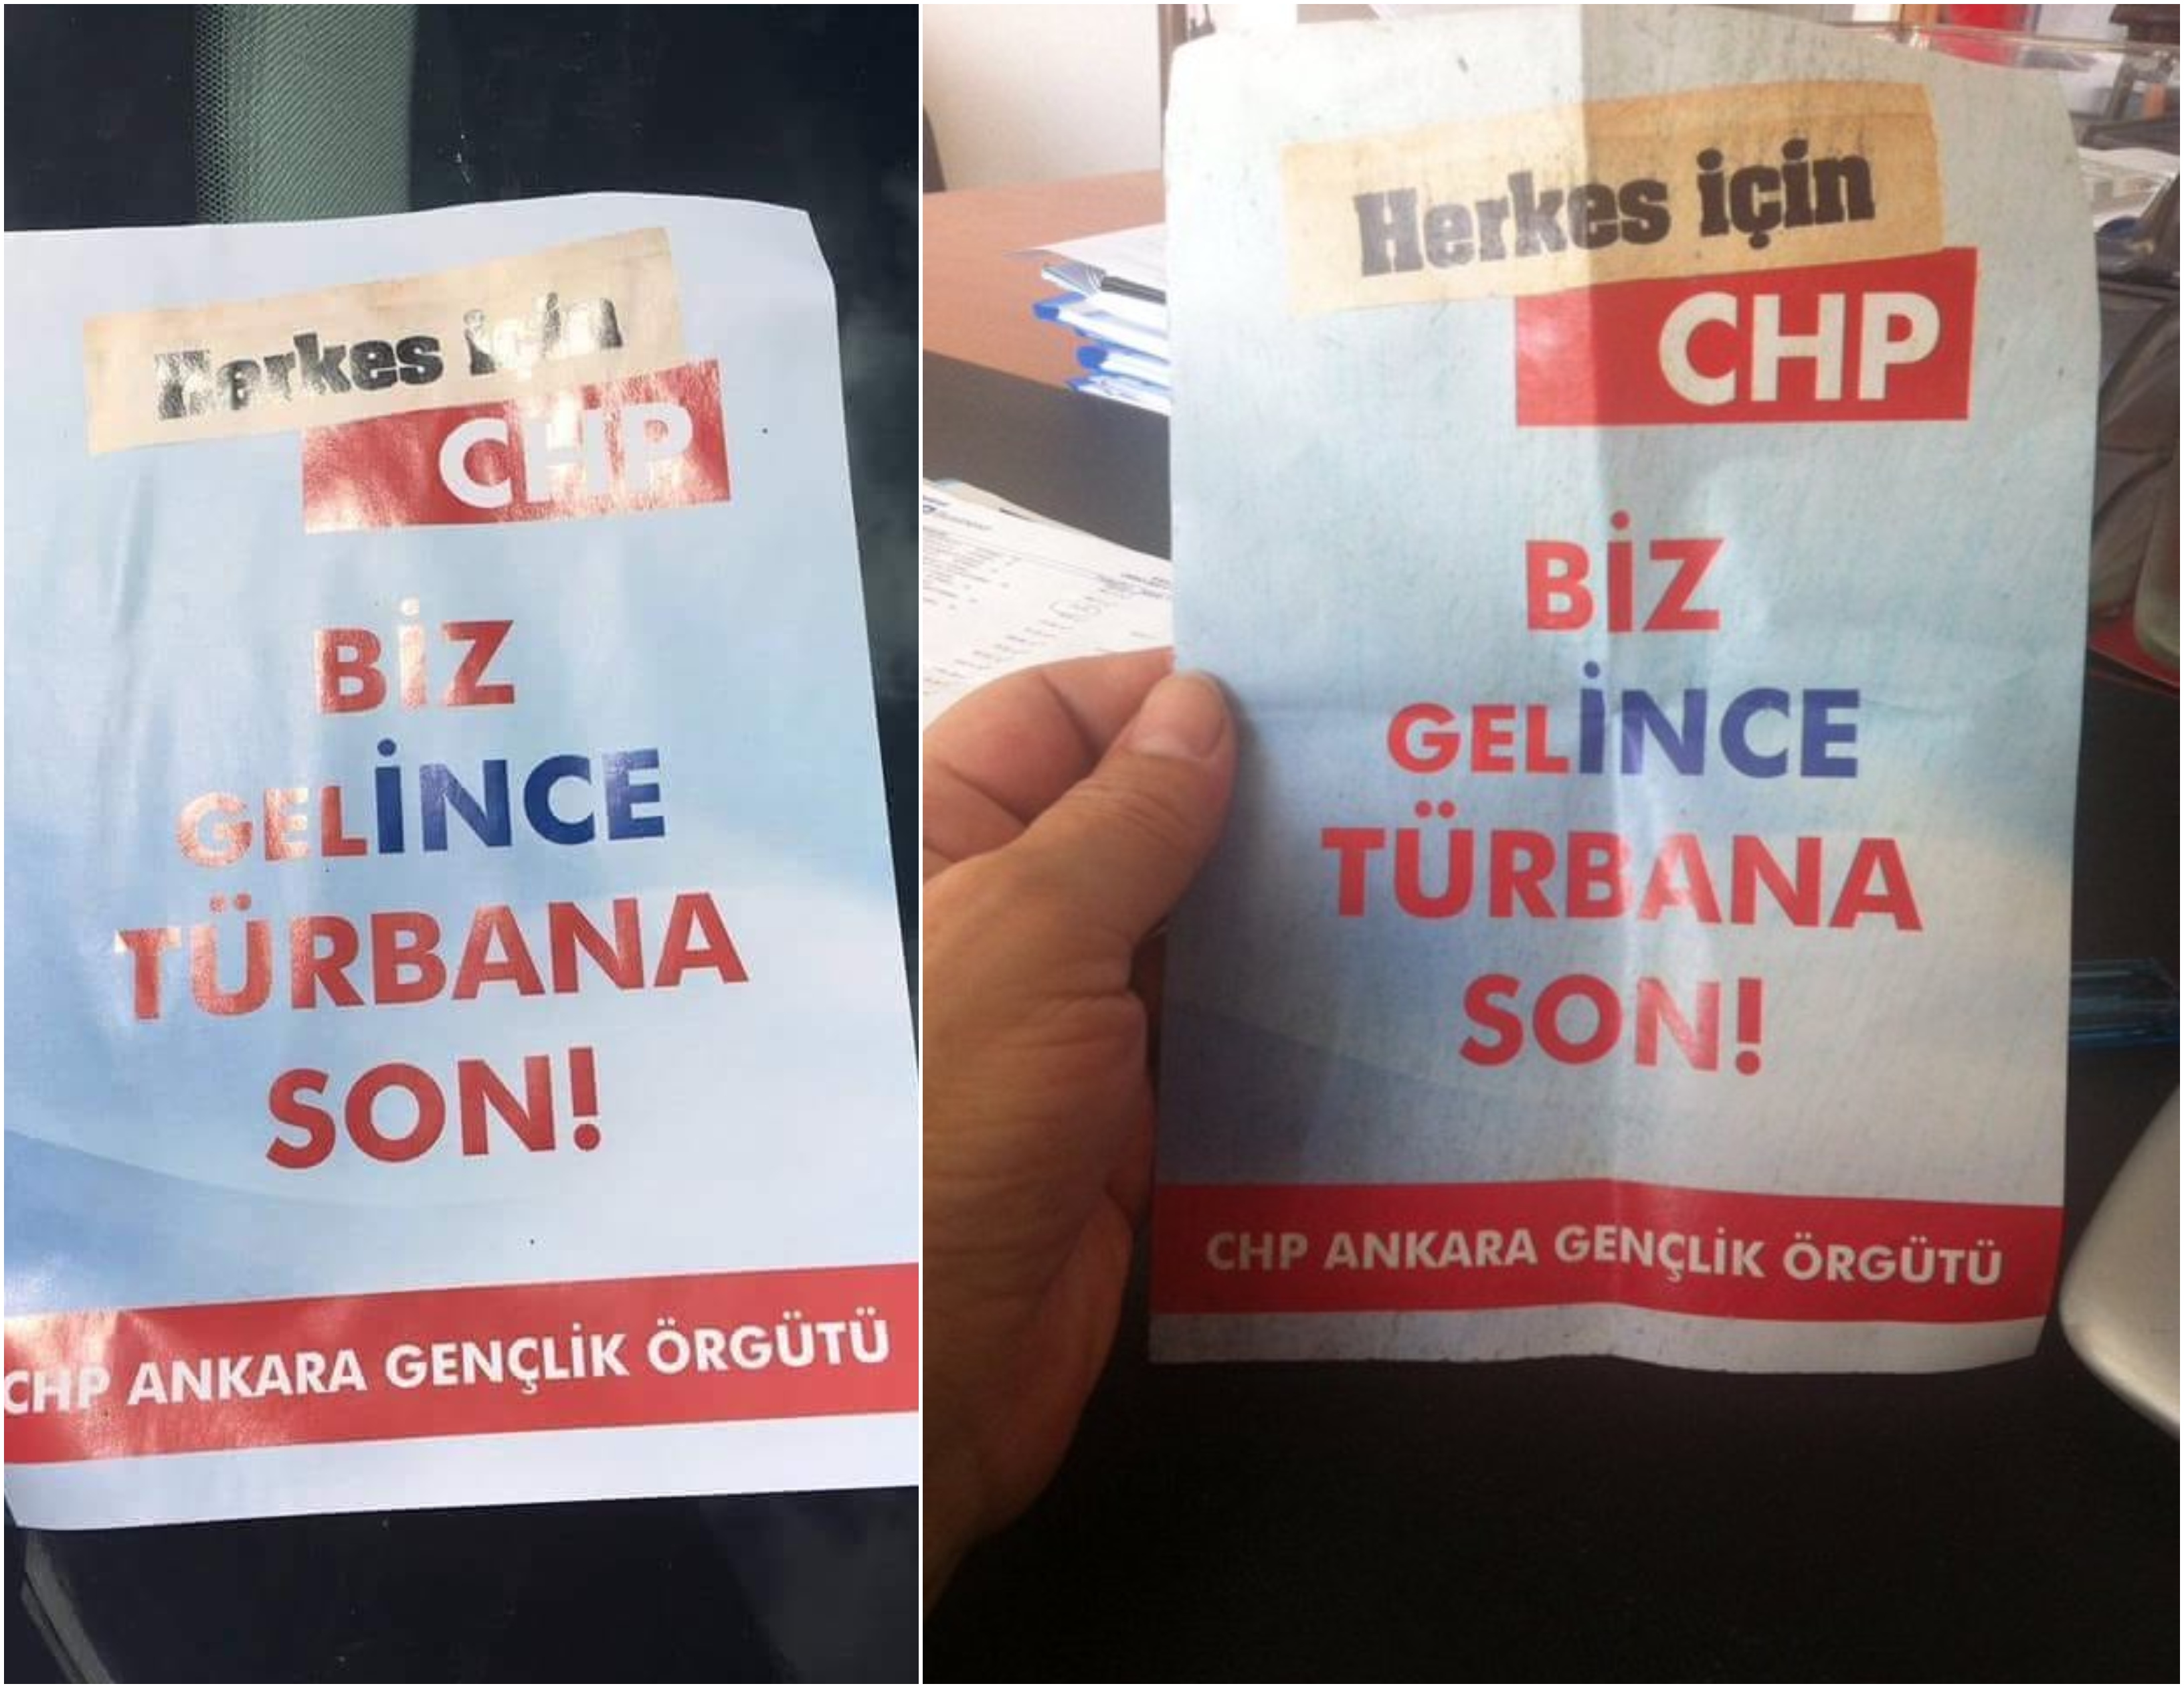 Herkes için
CHP
BİZ
GELİNCE
TÜRBANA
SON!
CHP ANKARA GENÇLİK ÖRGÜTÜ
Herkes için
CHP
BİZ
GELİNCE
TÜRBANA
SON!
CHP ANKARA GENÇLİK ÖRGÜTÜ